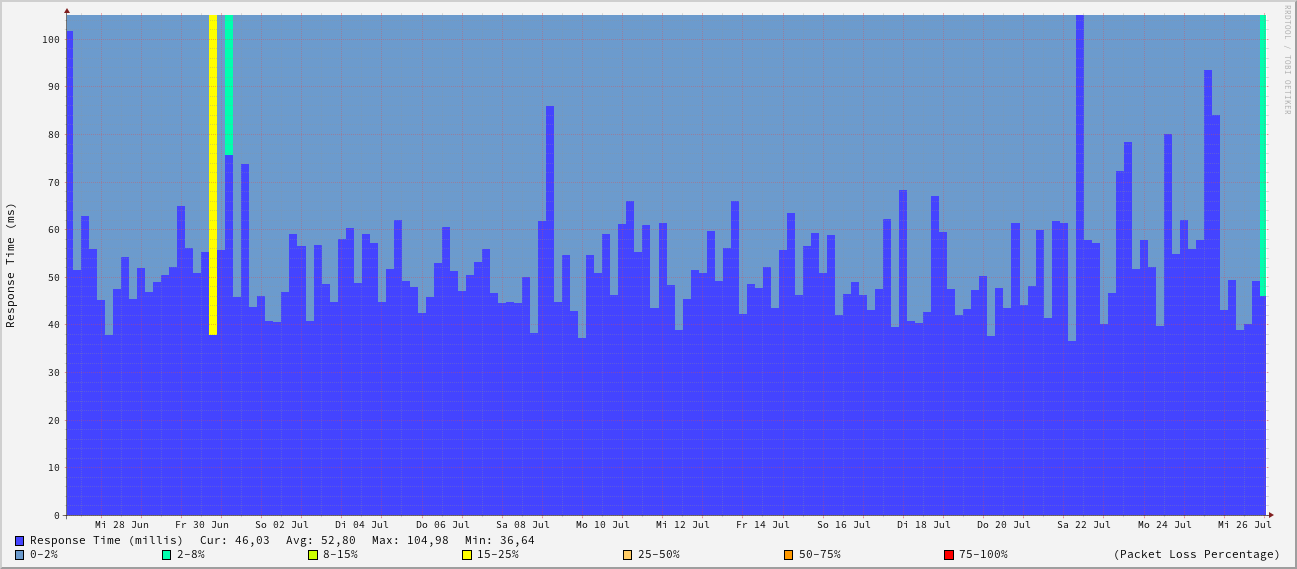 RRDTOOL / TOBI OETIKER
Response Time (ms)
100
90
80
70
60
50
40
30
20
10
0
Mi 28 Jun Fr 30 Jun So 02 Jul Di 04 Jul Do 06 Jul Sa 08 Jul Mo 10 Jul Mi 12 Jul Fr 14 Jul So 16 Jul Di 18 Jul Do 20 Jul Sa 22 Jul Mo 24 Jul Mi 26 Jul
Response Time (millis) Cur: 46,03 Avg: 52,80 Max: 104,98 Min: 36,64
0-2% 2-8% 8-15% 15-25% 25-50% 50-75% 75-100% (Packet Loss Percentage)